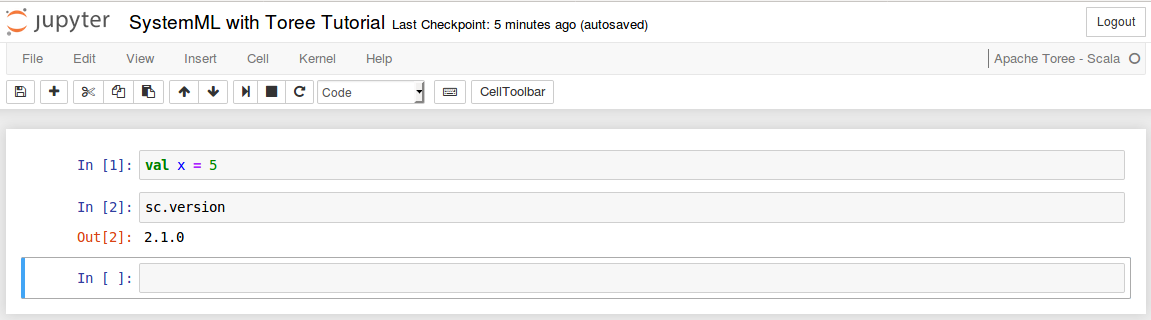 jupyter SystemML with Toree Tutorial Last Checkpoint: 5 minutes ago (autosaved) Logout
File Edit View Insert Cell Kernel Help Apache Toree - Scala
Code CellToolbar
In [1]: val x = 5
In [2]: sc.version
Out[2]: 2.1.0
In [ ]: